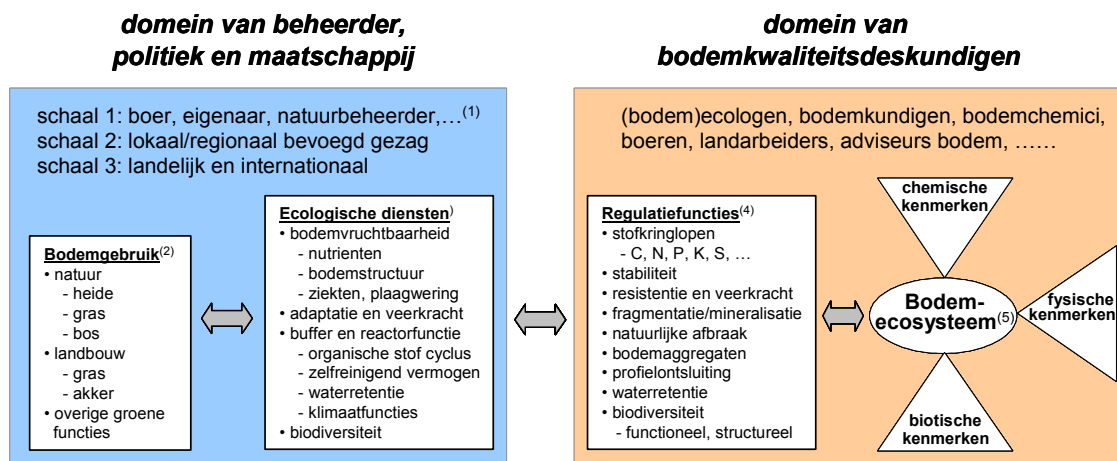 domein van beheerder,
politiek en maatschappij
schaal 1: boer, eigenaar, natuurbeheerder,…(1)
schaal 2: lokaal/regionaal bevoegd gezag
schaal 3: landelijk en internationaal
Bodemgebruik(2)
• natuur
- heide
- gras
- bos
• landbouw
- gras
- akker
• overige groene
functies
Ecologische diensten)
• bodemvruchtbaarheid
- nutrienten
- bodemstructuur
- ziekten, plaagwering
• adaptatie en veerkracht
• buffer en reactorfunctie
- organische stof cyclus
- zelfreinigend vermogen
- waterretentie
- klimaatfuncties
• biodiversiteit
domein van
bodemkwaliteitsdeskundigen
(bodem)ecologen, bodemkundigen, bodemchemici,
boeren, landarbeiders, adviseurs bodem, ……
Regulatiefuncties(4)
• stofkringlopen
- C, N, P, K, S, …
• stabiliteit
• resistentie en veerkracht
• fragmentatie/mineralisatie
• natuurlijke afbraak
• bodemaggregaten
• profielontsluiting
• waterretentie
• biodiversiteit
- functioneel, structureel
chemische
kenmerken
Bodem-
ecosysteem(5)
fysische
kenmerken
biotische
kenmerken